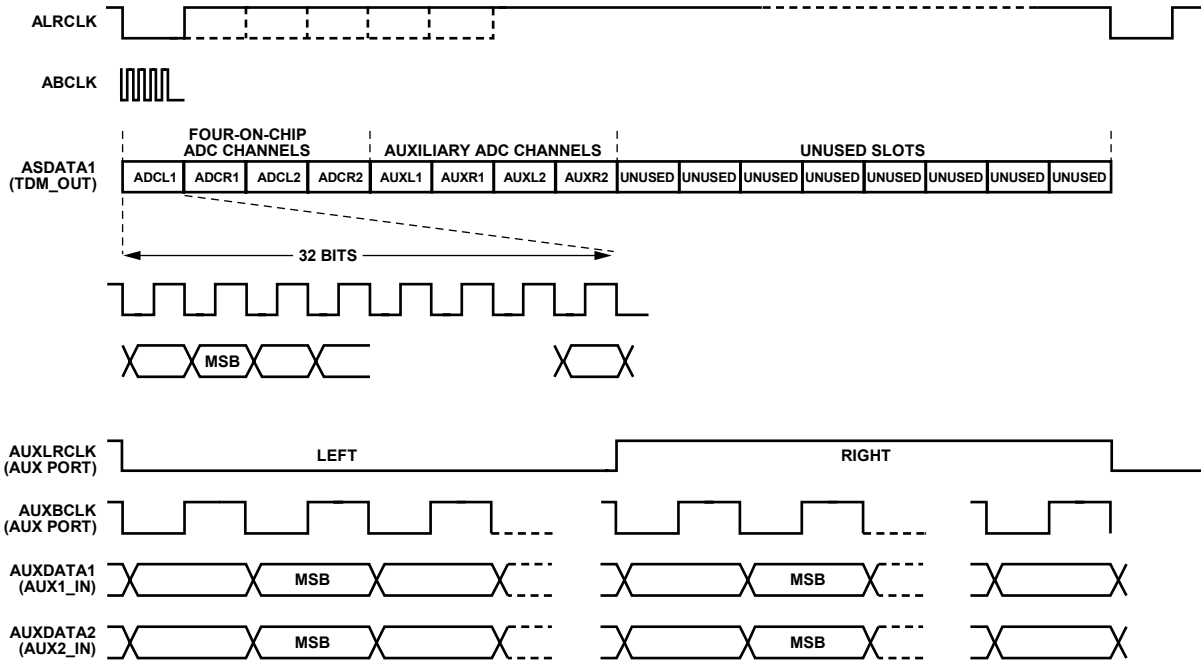 ALRCLK
ABCLK
FOUR-ON-CHIP
ADC CHANNELS
AUXILIARY ADC CHANNELS
UNUSED SLOTS
ASDATA1
(TDM_OUT)
ADCL1 ADCR1 ADCL2 ADCR2 AUXL1 AUXR1 AUXL2 AUXR2 UNUSED UNUSED UNUSED UNUSED UNUSED UNUSED UNUSED UNUSED
32 BITS
MSB
AUXLRCLK
(AUX PORT)
LEFT RIGHT
AUXBCLK
(AUX PORT)
AUXDATA1
(AUX1_IN)
MSB MSB
AUXDATA2
(AUX2_IN)
MSB MSB